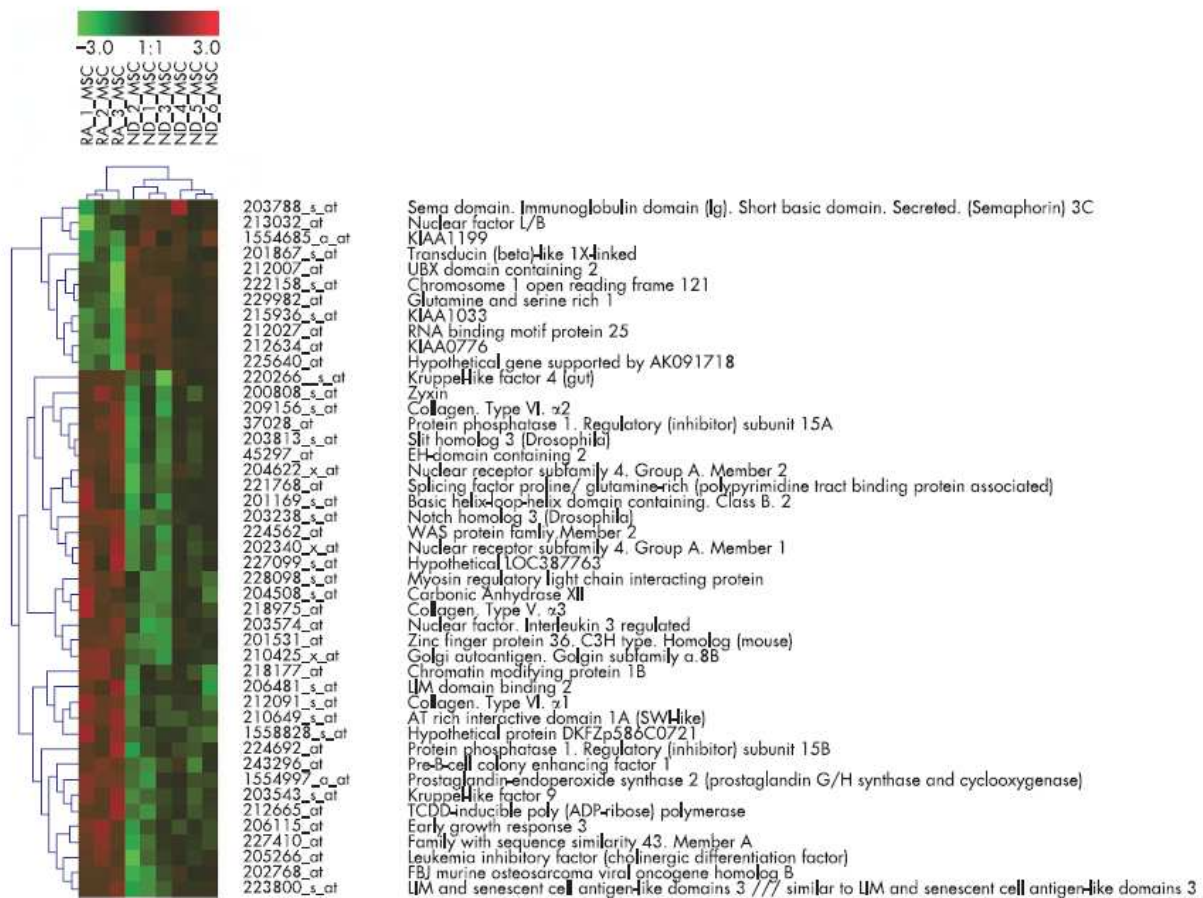 −3.0 1:1 3.0
RA_1_MSC
RA_2_MSC
RA_3_MSC
ND_2_MSC
ND_1_MSC
ND_3_MSC
ND_4_MSC
ND_5_MSC
ND_6_MSC
203788_s_at Sema domain. Immunoglobulin domain (Ig). Short basic domain. Secreted. (Semaphorin) 3C
213032_at Nuclear factor L/B
1554685_a_at KIAA1199
201867_s_at Transducin (beta)-like 1X-linked
212007_at UBX domain containing 2
222158_s_at Chromosome 1 open reading frame 121
229982_at Glutamine and serine rich 1
215936_s_at KIAA1033
212027_at RNA binding motif protein 25
212634_at KIAA0776
225640_at Hypothetical gene supported by AK091718
220266__s_at Kruppel-like factor 4 (gut)
200808_s_at Zyxin
209156_s_at Collagen. Type VI. α2
37028_at Protein phosphatase 1. Regulatory (inhibitor) subunit 15A
203813_s_at Slit homolog 3 (Drosophila)
45297_at EH-domain containing 2
204622_x_at Nuclear receptor subfamily 4. Group A. Member 2
221768_at Splicing factor proline/ glutamine-rich (polypyrimidine tract binding protein associated)
201169_s_at Basic helix-loop-helix domain containing. Class B. 2
203238_s_at Notch homolog 3 (Drosophila)
224562_at WAS protein famliy,Member 2
202340_x_at Nuclear receptor subfamily 4. Group A. Member 1
227099_s_at Hypothetical LOC387763
228098_s_at Myosin regulatory light chain interacting protein
204508_s_at Carbonic Anhydrase XII
218975_at Collagen, Type V. α3
203574_at Nuclear factor. Interleukin 3 regulated
201531_at Zinc finger protein 36. C3H type. Homolog (mouse)
210425_x_at Golgi autoantigen. Golgin subfamily a.8B
218177_at Chromatin modifying protein 1B
206481_s_at LIM domain binding 2
212091_s_at Collagen. Type VI. α1
210649_s_at AT rich interactive domain 1A (SWI-like)
1558828_s_at Hypothetical protein DKFZp586C0721
224692_at Protein phosphatase 1. Regulatory (inhibitor) subunit 15B
243296_at Pre-B-cell colony enhancing factor 1
1554997_a_at Prostaglandin-endoperoxide synthase 2 (prostaglandin G/H synthase and cyclooxygenase)
203543_s_at Kruppel-like factor 9
212665_at TCDD-inducible poly (ADP-ribose) polymerase
206115_at Early growth response 3
227410_at Family with sequence similarity 43. Member A
205266_at Leukemia inhibitory factor (cholinergic differentiation factor)
202768_at FBJ murine osteosarcoma viral oncogene homolog B
223800_s_at LIM and senescent cell antigen-like domains 3 /// similar to LIM and senescent cell antigen-like domains 3